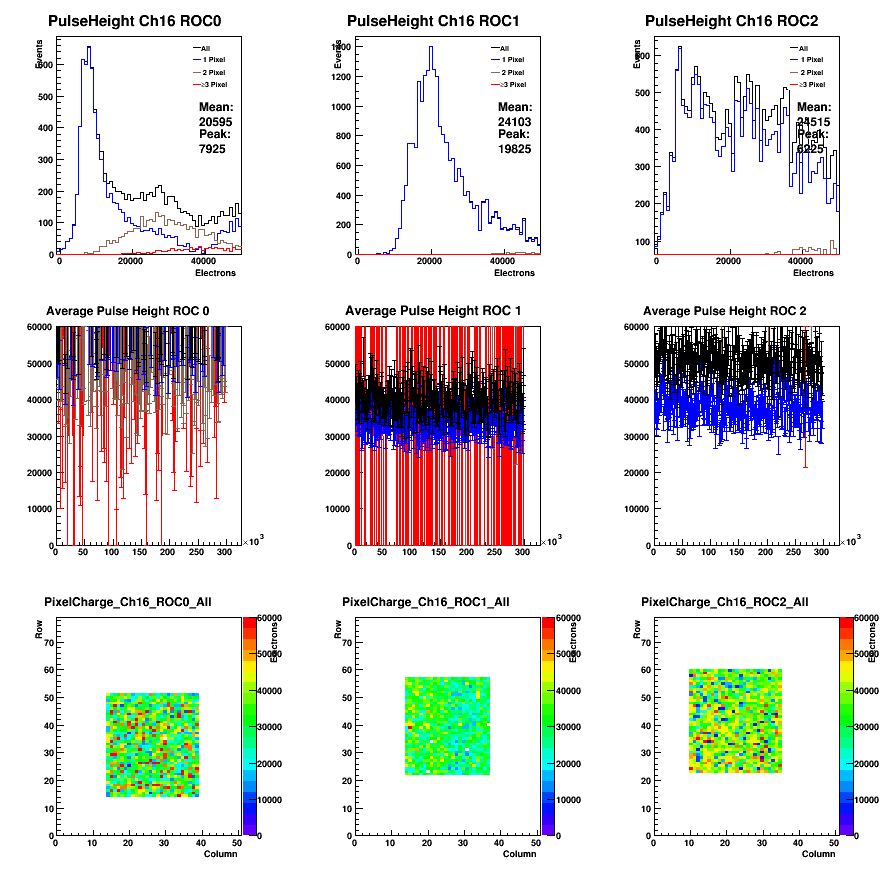 PulseHeight Ch16 ROC0
Events
All
1 Pixel
2 Pixel
≥3 Pixel
Mean:
20595
Peak:
7925
600
500
400
300
200
100
0
0 20000 40000
Electrons
PulseHeight Ch16 ROC1
Events
All
1 Pixel
2 Pixel
≥3 Pixel
Mean:
24103
Peak:
19825
1400
1200
1000
800
600
400
200
0
20000 40000
Electrons
PulseHeight Ch16 ROC2
Events
All
1 Pixel
2 Pixel
≥3 Pixel
Mean:
24515
Peak:
6225
600
500
400
300
200
100
0 20000 40000
Electrons
Average Pulse Height ROC 0
60000
50000
40000
30000
20000
10000
0
0 50 100 150 200 250 300
×10³
Average Pulse Height ROC 1
60000
50000
40000
30000
20000
10000
0
0 50 100 150 200 250 300
×10³
Average Pulse Height ROC 2
60000
50000
40000
30000
20000
10000
0
0 50 100 150 200 250 300
×10³
PixelCharge_Ch16_ROC0_All
Row
70
60
50
40
30
20
10
0
0 10 20 30 40 50
Column
60000
50000
40000
30000
20000
10000
0
Electrons
PixelCharge_Ch16_ROC1_All
Row
70
60
50
40
30
20
10
0
0 10 20 30 40 50
Column
60000
50000
40000
30000
20000
10000
0
Electrons
PixelCharge_Ch16_ROC2_All
Row
70
60
50
40
30
20
10
0
0 10 20 30 40 50
Column
60000
50000
40000
30000
20000
10000
0
Electrons